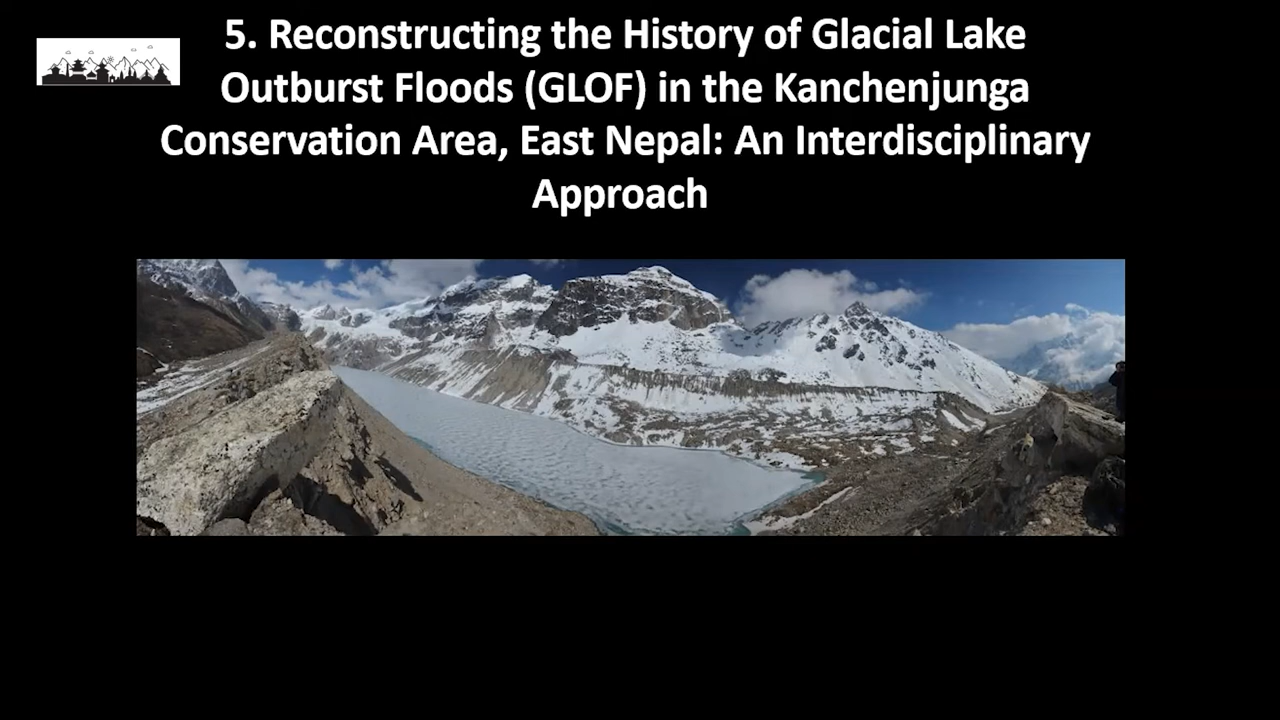 5. Reconstructing the History of Glacial Lake
Outburst Floods (GLOF) in the Kanchenjunga
Conservation Area, East Nepal: An Interdisciplinary
Approach